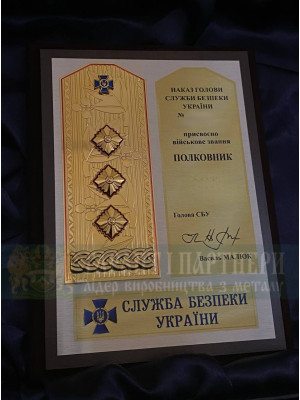 НАКАЗ ГОЛОВИ
СЛУЖБИ БЕЗПЕКИ
УКРАЇНИ
№
присвоєно
військове звання
ПОЛКОВНИК
Голова СБУ
Василь МАЛЮК
І ПАРТНЕРИ
лідер виробництва з металу
СЛУЖБА БЕЗПЕКИ
УКРАЇНИ